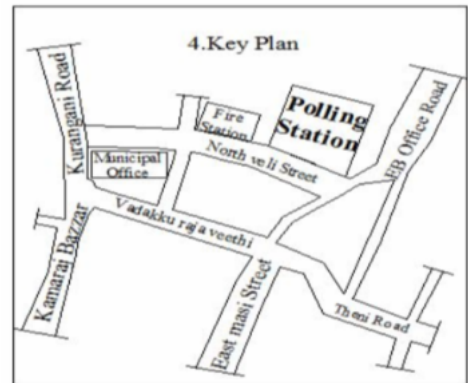 4.Key Plan
Kurangani Road
Fire
Station
Polling
Station
EB Office Road
Municipal
Office
North veli Street
Vadakku raja veethi
Kamarai Bazzar
East masi Street
Theni Road